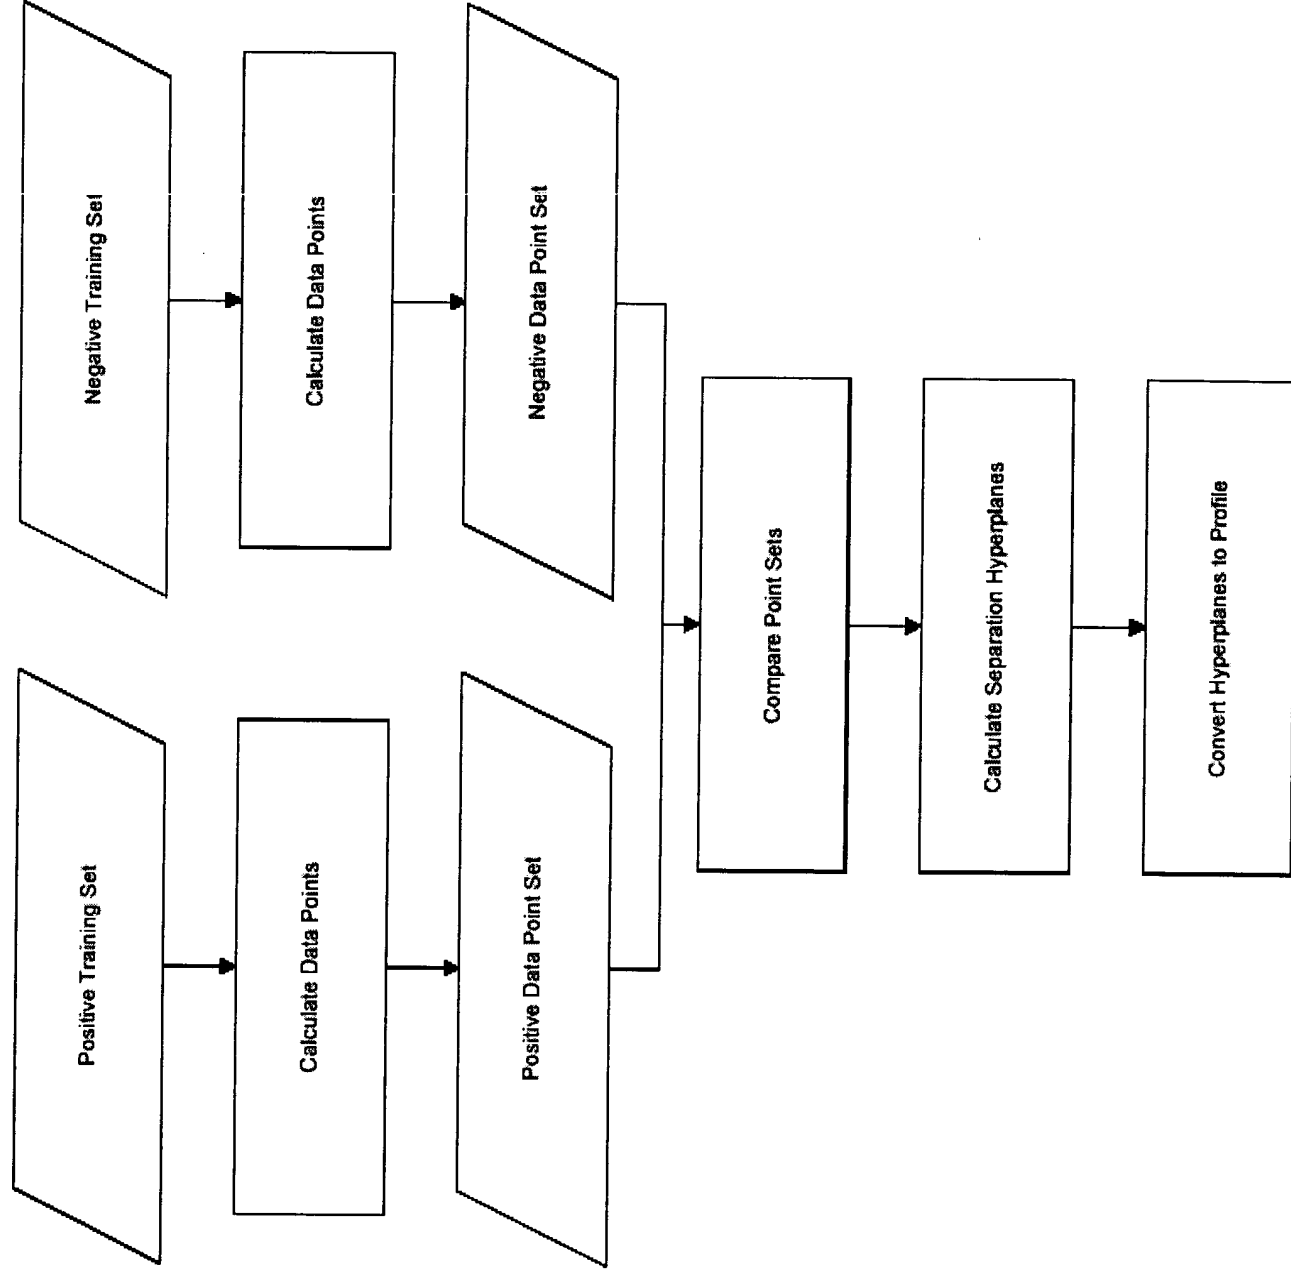 Positive Training Set
Negative Training Set
Calculate Data Points
Calculate Data Points
Positive Data Point Set
Negative Data Point Set
Compare Point Sets
Calculate Separation Hyperplanes
Convert Hyperplanes to Profile